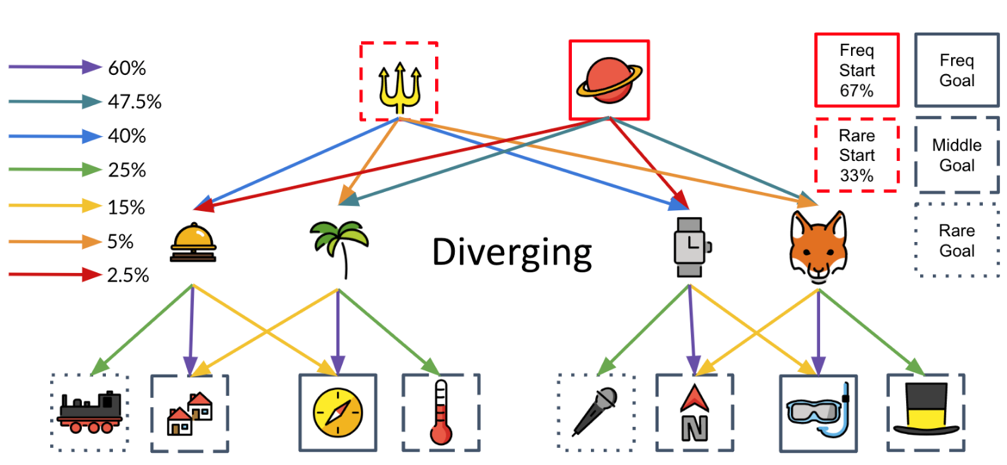 60%
47.5%
40%
25%
15%
5%
2.5%
Freq
Start
67%
Freq
Goal
Rare
Start
33%
Middle
Goal
Rare
Goal
Diverging
N